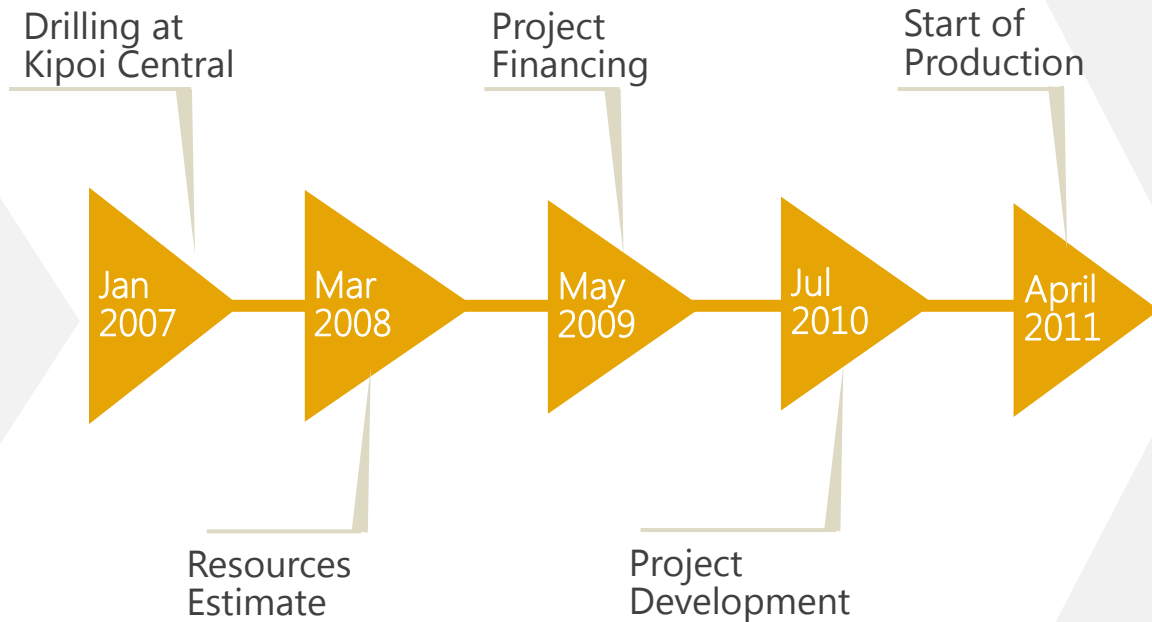 Drilling at
Kipoi Central
Project
Financing
Start of
Production
Jan
2007
Mar
2008
May
2009
Jul
2010
April
2011
Resources
Estimate
Project
Development